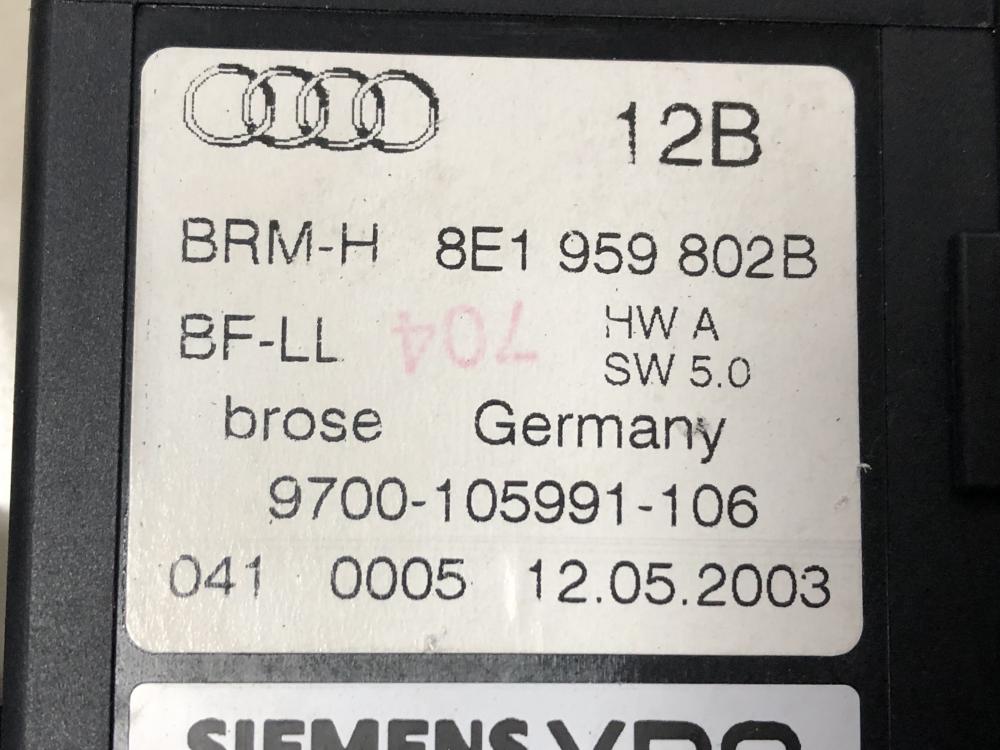 12B
BRM-H 8E1 959 802B
BF-LL 704 HW A
SW 5.0
brose Germany
9700-105991-106
041 0005 12.05.2003
SIEMENS VDO